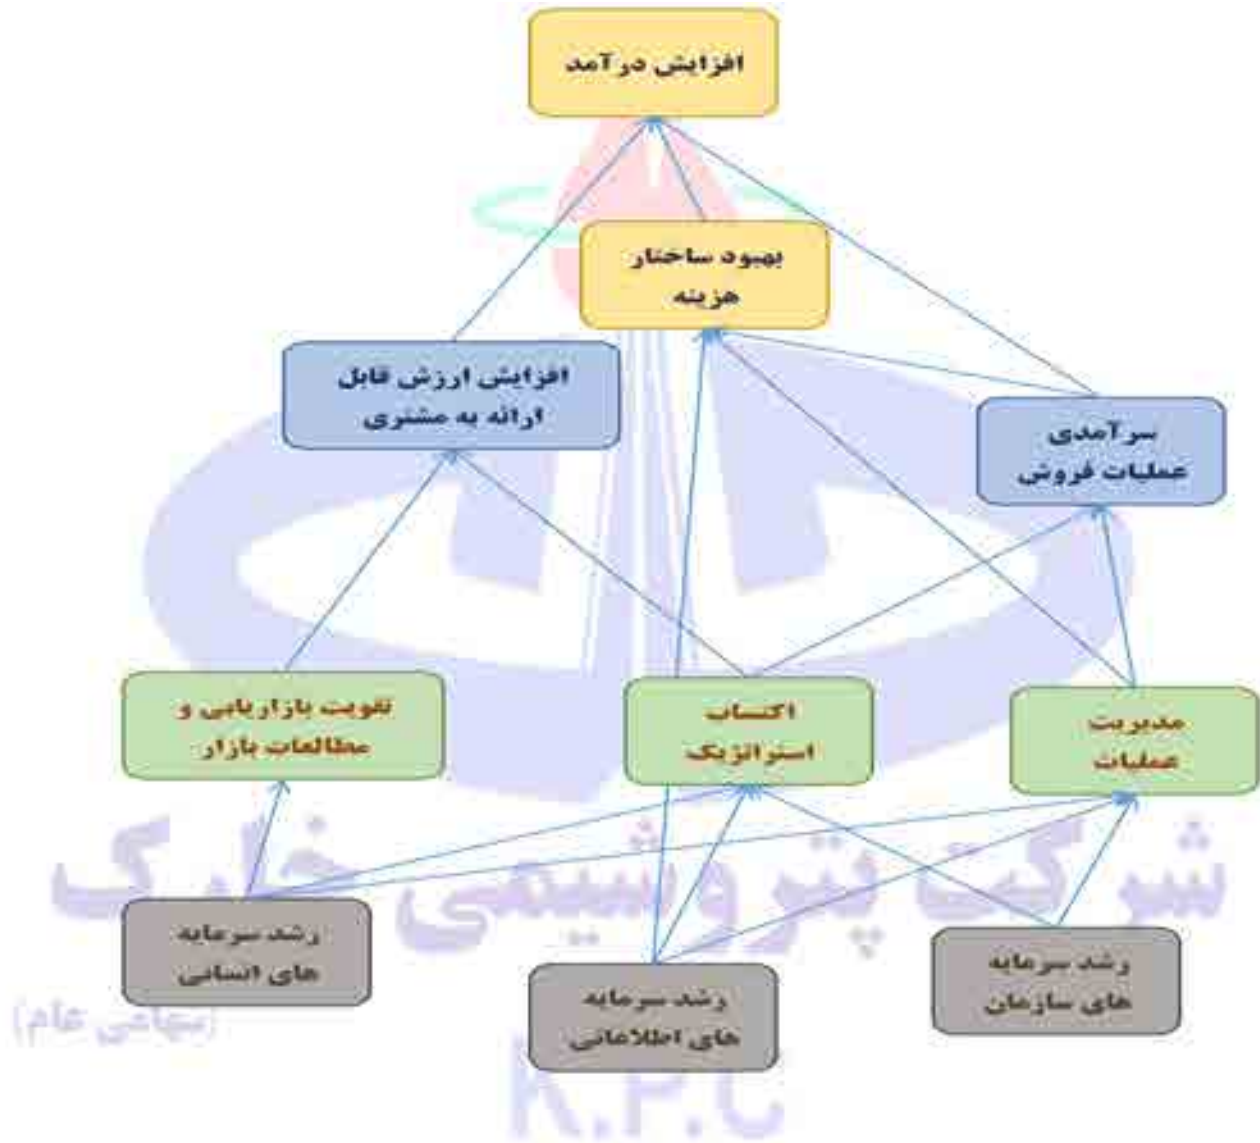 افزایش درآمد
بهبود ساختار
هزینه
افزایش ارزش قابل
ارائه به مشتری
سرآمدی
عملیات فروش
تقویت بازاریابی و
مطالعات بازار
اکتساب
استراتژیک
مدیریت
عملیات
شرکت پتروشیمی خارک
رشد سرمایه
های انسانی
رشد سرمایه
های اطلاعاتی
رشد سرمایه
های سازمان
(سهامی عام)
K.P.C